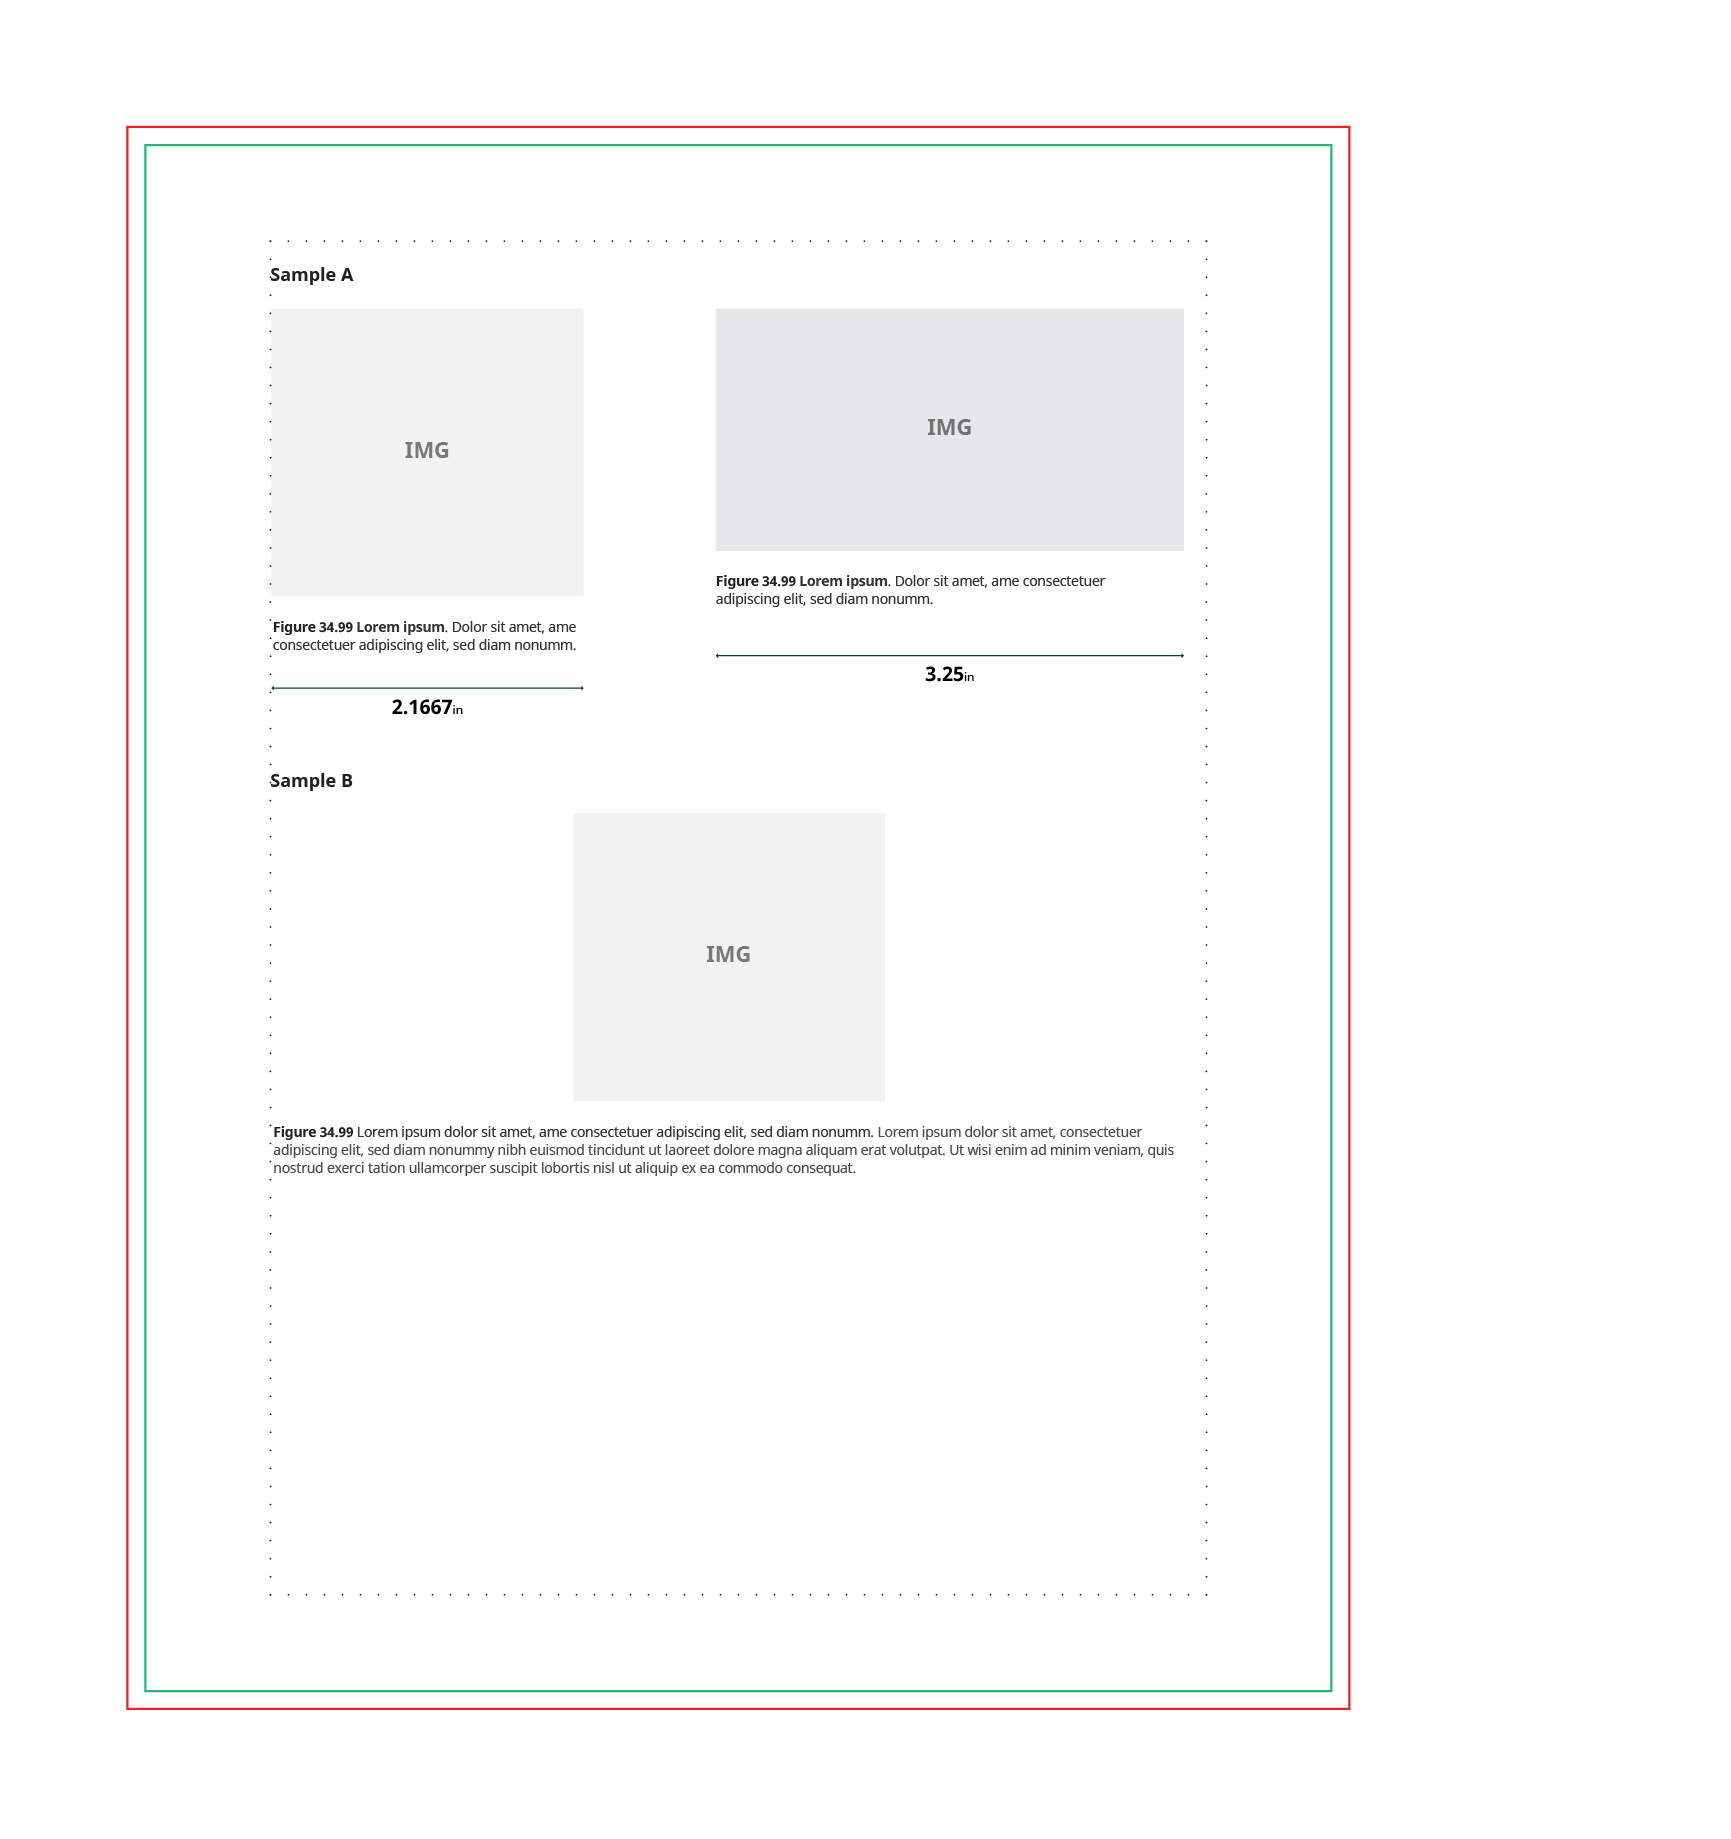 Sample A
IMG
IMG
Figure 34.99 Lorem ipsum. Dolor sit amet, ame consectetuer
adipiscing elit, sed diam nonumm.
Figure 34.99 Lorem ipsum. Dolor sit amet, ame
consectetuer adipiscing elit, sed diam nonumm.
3.25in
2.1667in
Sample B
IMG
Figure 34.99 Lorem ipsum dolor sit amet, ame consectetuer adipiscing elit, sed diam nonumm. Lorem ipsum dolor sit amet, consectetuer
adipiscing elit, sed diam nonummy nibh euismod tincidunt ut laoreet dolore magna aliquam erat volutpat. Ut wisi enim ad minim veniam, quis
nostrud exerci tation ullamcorper suscipit lobortis nisl ut aliquip ex ea commodo consequat.